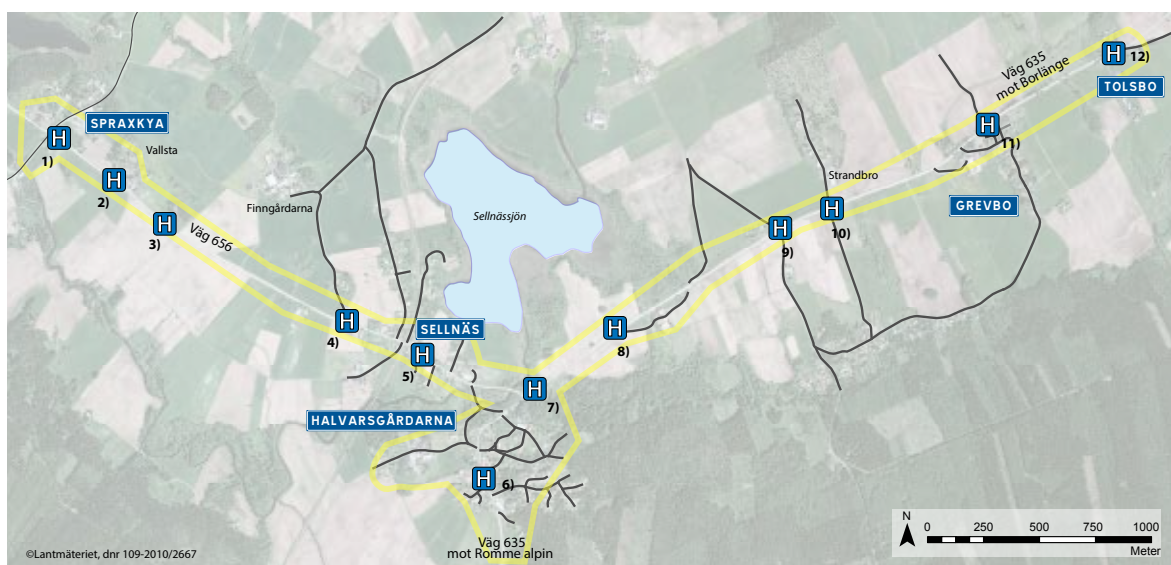 Väg 635
mot Borlänge
H
12)
TOLSBO
SPRAXKYA
H
1)
Vallsta
H
11)
H
2)
Strandbro
Finngårdarna
H
3)
Väg 656
Sellnässjön
H
10)
GREVBO
H
9)
H
4)
SELLNÄS
H
8)
H
5)
H
7)
HALVARSGÅRDARNA
H
6)
Väg 635
mot Romme alpin
©Lantmäteriet, dnr 109-2010/2667
N
0 250 500 750 1000
Meter